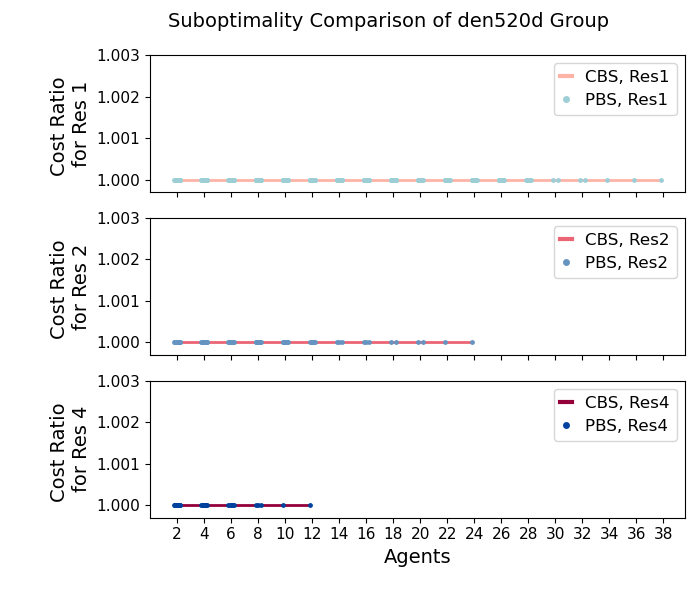 Suboptimality Comparison of den520d Group
Cost Ratio
for Res 1
1.003
1.002
1.001
1.000
CBS, Res1
PBS, Res1
Cost Ratio
for Res 2
1.003
1.002
1.001
1.000
CBS, Res2
PBS, Res2
Cost Ratio
for Res 4
1.003
1.002
1.001
1.000
CBS, Res4
PBS, Res4
2 4 6 8 10 12 14 16 18 20 22 24 26 28 30 32 34 36 38
Agents